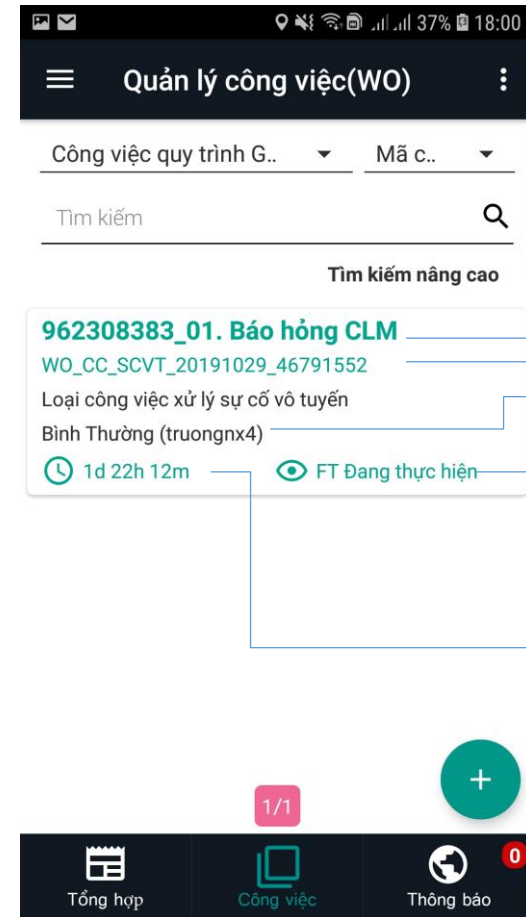 37% 18:00
Quản lý công việc(WO)
Công việc quy trình G.. Mã c..
Tìm kiếm
Tìm kiếm nâng cao
962308383_01. Báo hỏng CLM
WO_CC_SCVT_20191029_46791552
Loại công việc xử lý sự cố vô tuyến
Bình Thường (truongnx4)
1d 22h 12m FT Đang thực hiện
+
1/1
0
Tổng hợp Công việc Thông báo